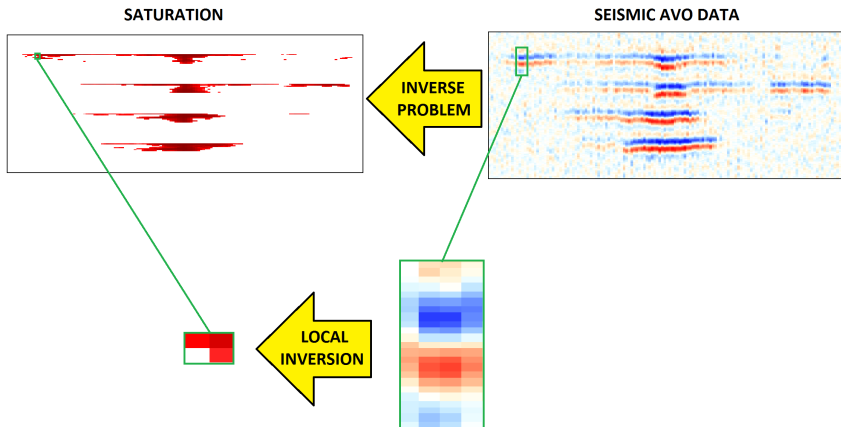 SATURATION
SEISMIC AVO DATA
INVERSE
PROBLEM
LOCAL
INVERSION